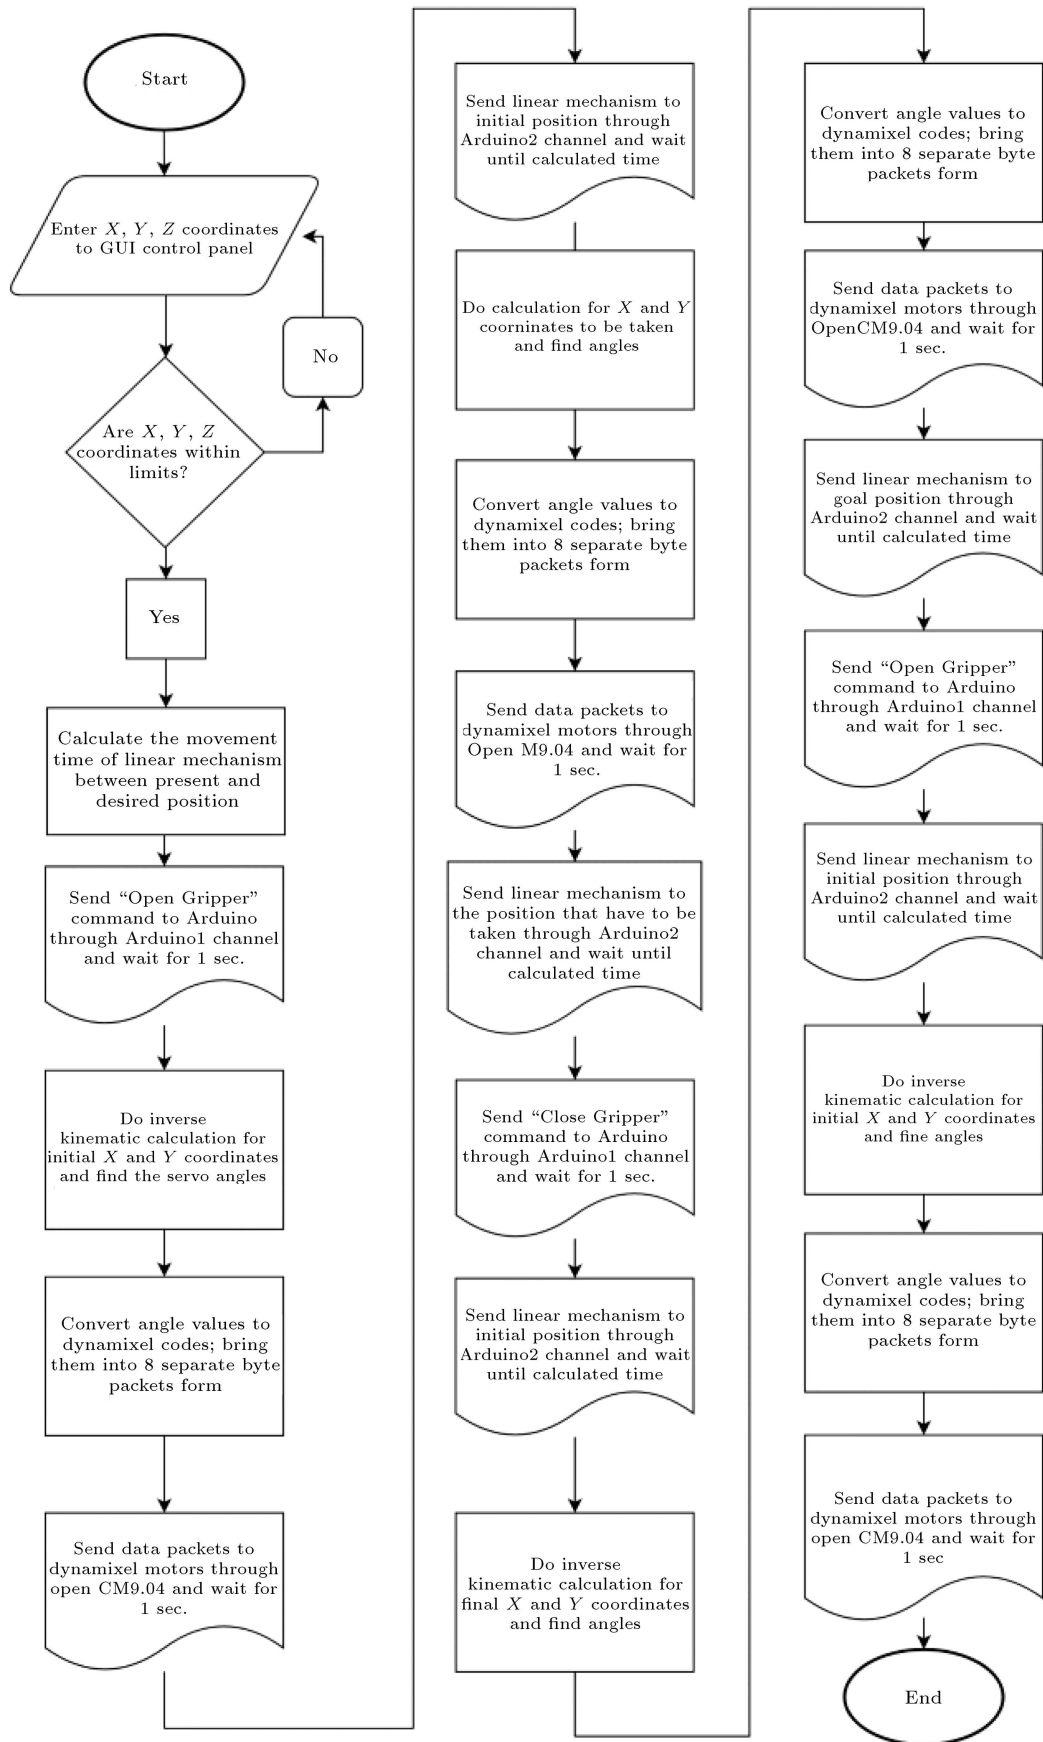 Start
Enter X, Y, Z coordinates
to GUI control panel
No
Are X, Y, Z
coordinates within
limits?
Yes
Calculate the movement
time of linear mechanism
between present and
desired position
Send “Open Gripper”
command to Arduino
through Arduino1 channel
and wait for 1 sec.
Do inverse
kinematic calculation for
initial X and Y coordinates
and find the servo angles
Convert angle values to
dynamixel codes; bring
them into 8 separate byte
packets form
Send data packets to
dynamixel motors through
open CM9.04 and wait for
1 sec.
Send linear mechanism to
initial position through
Arduino2 channel and wait
until calculated time
Do calculation for X and Y
coorninates to be taken
and find angles
Convert angle values to
dynamixel codes; bring
them into 8 separate byte
packets form
Send data packets to
dynamixel motors through
Open M9.04 and wait for
1 sec.
Send linear mechanism to
the position that have to be
taken through Arduino2
channel and wait until
calculated time
Send “Close Gripper”
command to Arduino
through Arduino1 channel
and wait for 1 sec.
Send linear mechanism to
initial position through
Arduino2 channel and wait
until calculated time
Do inverse
kinematic calculation for
final X and Y coordinates
and find angles
Convert angle values to
dynamixel codes; bring
them into 8 separate byte
packets form
Send data packets to
dynamixel motors through
OpenCM9.04 and wait for
1 sec.
Send linear mechanism to
goal position through
Arduino2 channel and wait
until calculated time
Send “Open Gripper”
command to Arduino
through Arduino1 channel
and wait for 1 sec.
Send linear mechanism to
initial position through
Arduino2 channel and wait
until calculated time
Do inverse
kinematic calculation for
initial X and Y coordinates
and fine angles
Convert angle values to
dynamixel codes; bring
them into 8 separate byte
packets form
Send data packets to
dynamixel motors through
open CM9.04 and wait for
1 sec
End